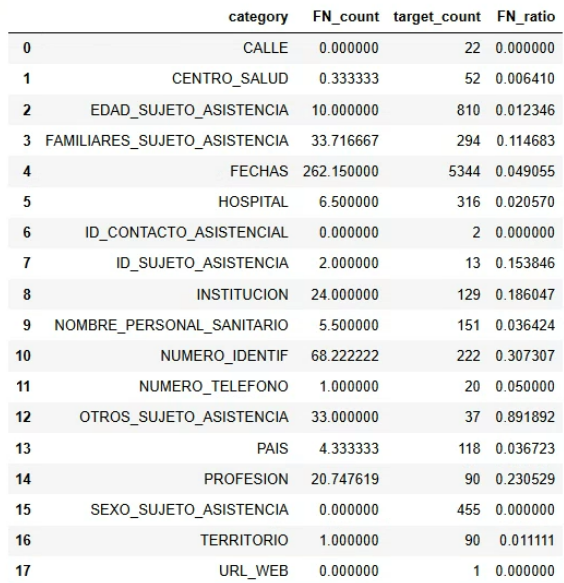 category FN_count target_count FN_ratio
0 CALLE 0.000000 22 0.000000
1 CENTRO_SALUD 0.333333 52 0.006410
2 EDAD_SUJETO_ASISTENCIA 10.000000 810 0.012346
3 FAMILIARES_SUJETO_ASISTENCIA 33.716667 294 0.114683
4 FECHAS 262.150000 5344 0.049055
5 HOSPITAL 6.500000 316 0.020570
6 ID_CONTACTO_ASISTENCIAL 0.000000 2 0.000000
7 ID_SUJETO_ASISTENCIA 2.000000 13 0.153846
8 INSTITUCION 24.000000 129 0.186047
9 NOMBRE_PERSONAL_SANITARIO 5.500000 151 0.036424
10 NUMERO_IDENTIF 68.222222 222 0.307307
11 NUMERO_TELEFONO 1.000000 20 0.050000
12 OTROS_SUJETO_ASISTENCIA 33.000000 37 0.891892
13 PAIS 4.333333 118 0.036723
14 PROFESION 20.747619 90 0.230529
15 SEXO_SUJETO_ASISTENCIA 0.000000 455 0.000000
16 TERRITORIO 1.000000 90 0.011111
17 URL_WEB 0.000000 1 0.000000